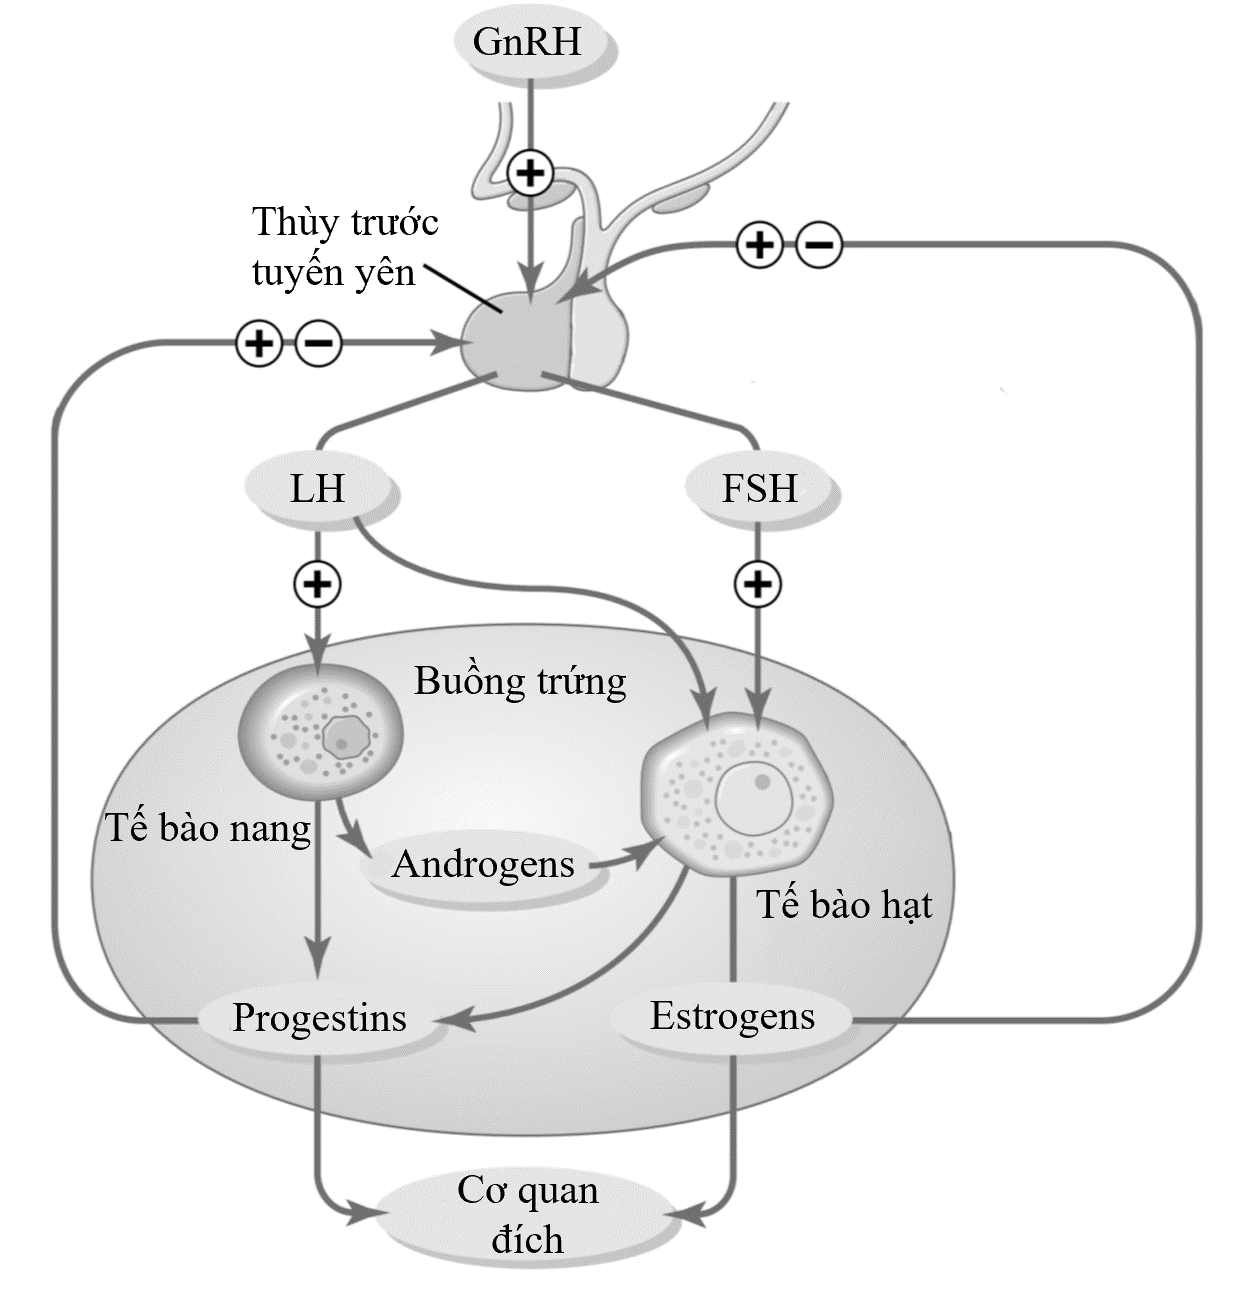 GnRH
Thùy trước
tuyến yên
LH
FSH
Buồng trứng
Tế bào nang
Androgens
Tế bào hạt
Progestins
Estrogens
Cơ quan
đích